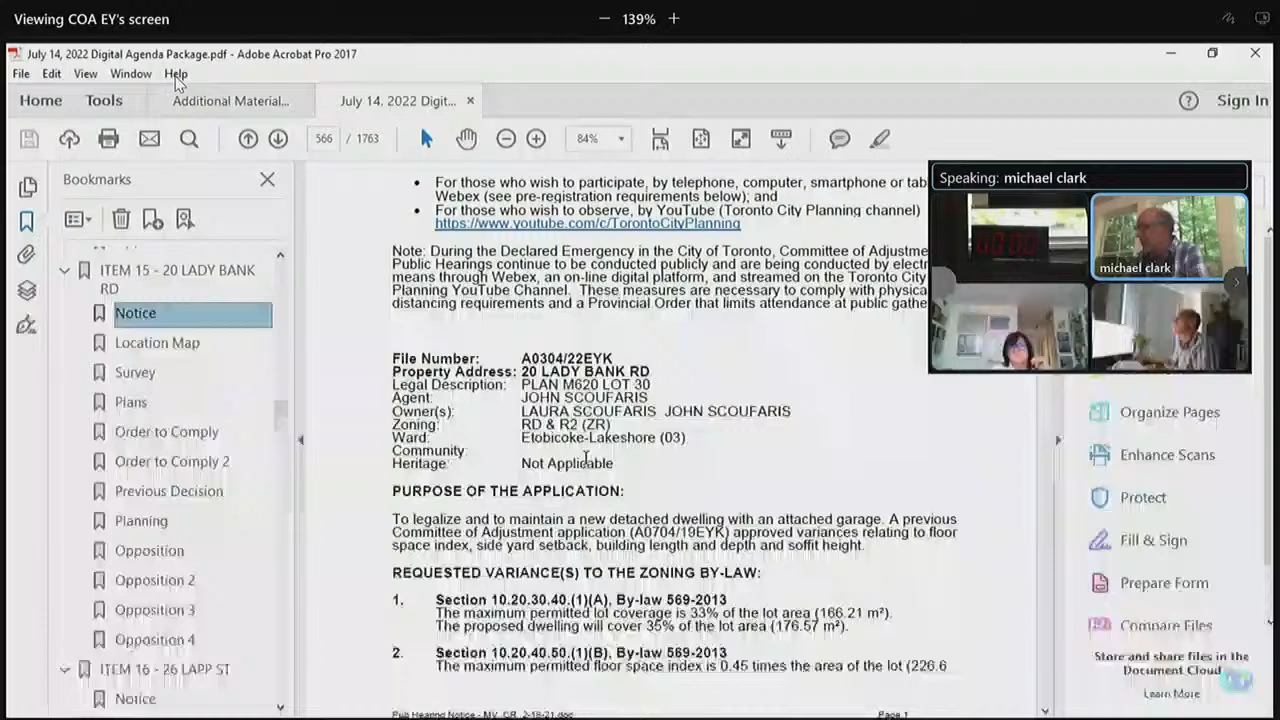 Viewing COA EY's screen
139%
July 14, 2022 Digital Agenda Package.pdf - Adobe Acrobat Pro 2017
File Edit View Window Help
Home Tools Additional Material... July 14, 2022 Digit... Sign In
566 / 1763 84%
Bookmarks
ITEM 15 - 20 LADY BANK
RD
Notice
Location Map
Survey
Plans
Order to Comply
Order to Comply 2
Previous Decision
Planning
Opposition
Opposition 2
Opposition 3
Opposition 4
ITEM 16 - 26 LAPP ST
Notice
• For those who wish to participate, by telephone, computer, smartphone or tab
Webex (see pre-registration requirements below); and
• For those who wish to observe, by YouTube (Toronto City Planning channel)
https://www.youtube.com/c/TorontoCityPlanning
Note: During the Declared Emergency in the City of Toronto, Committee of Adjustme
Public Hearings continue to be conducted publicly and are being conducted by electr
means through Webex, an on-line digital platform, and streamed on the Toronto City
Planning YouTube Channel. These measures are necessary to comply with physica
distancing requirements and a Provincial Order that limits attendance at public gathe
File Number: A0304/22EYK
Property Address: 20 LADY BANK RD
Legal Description: PLAN M620 LOT 30
Agent: JOHN SCOUFARIS
Owner(s): LAURA SCOUFARIS JOHN SCOUFARIS
Zoning: RD & R2 (ZR)
Ward: Etobicoke-Lakeshore (03)
Community:
Heritage: Not Applicable
PURPOSE OF THE APPLICATION:
To legalize and to maintain a new detached dwelling with an attached garage. A previous
Committee of Adjustment application (A0704/19EYK) approved variances relating to floor
space index, side yard setback, building length and depth and soffit height.
REQUESTED VARIANCE(S) TO THE ZONING BY-LAW:
1. Section 10.20.30.40.(1)(A), By-law 569-2013
The maximum permitted lot coverage is 33% of the lot area (166.21 m²).
The proposed dwelling will cover 35% of the lot area (176.57 m²).
2. Section 10.20.40.50.(1)(B), By-law 569-2013
The maximum permitted floor space index is 0.45 times the area of the lot (226.6
Pub Hearing Notice - MV_CR_2-18-21.doc Page 1
Speaking: michael clark
00:00
michael clark
Organize Pages
Enhance Scans
Protect
Fill & Sign
Prepare Form
Compare Files
Store and share files in the
Document Cloud
Learn More